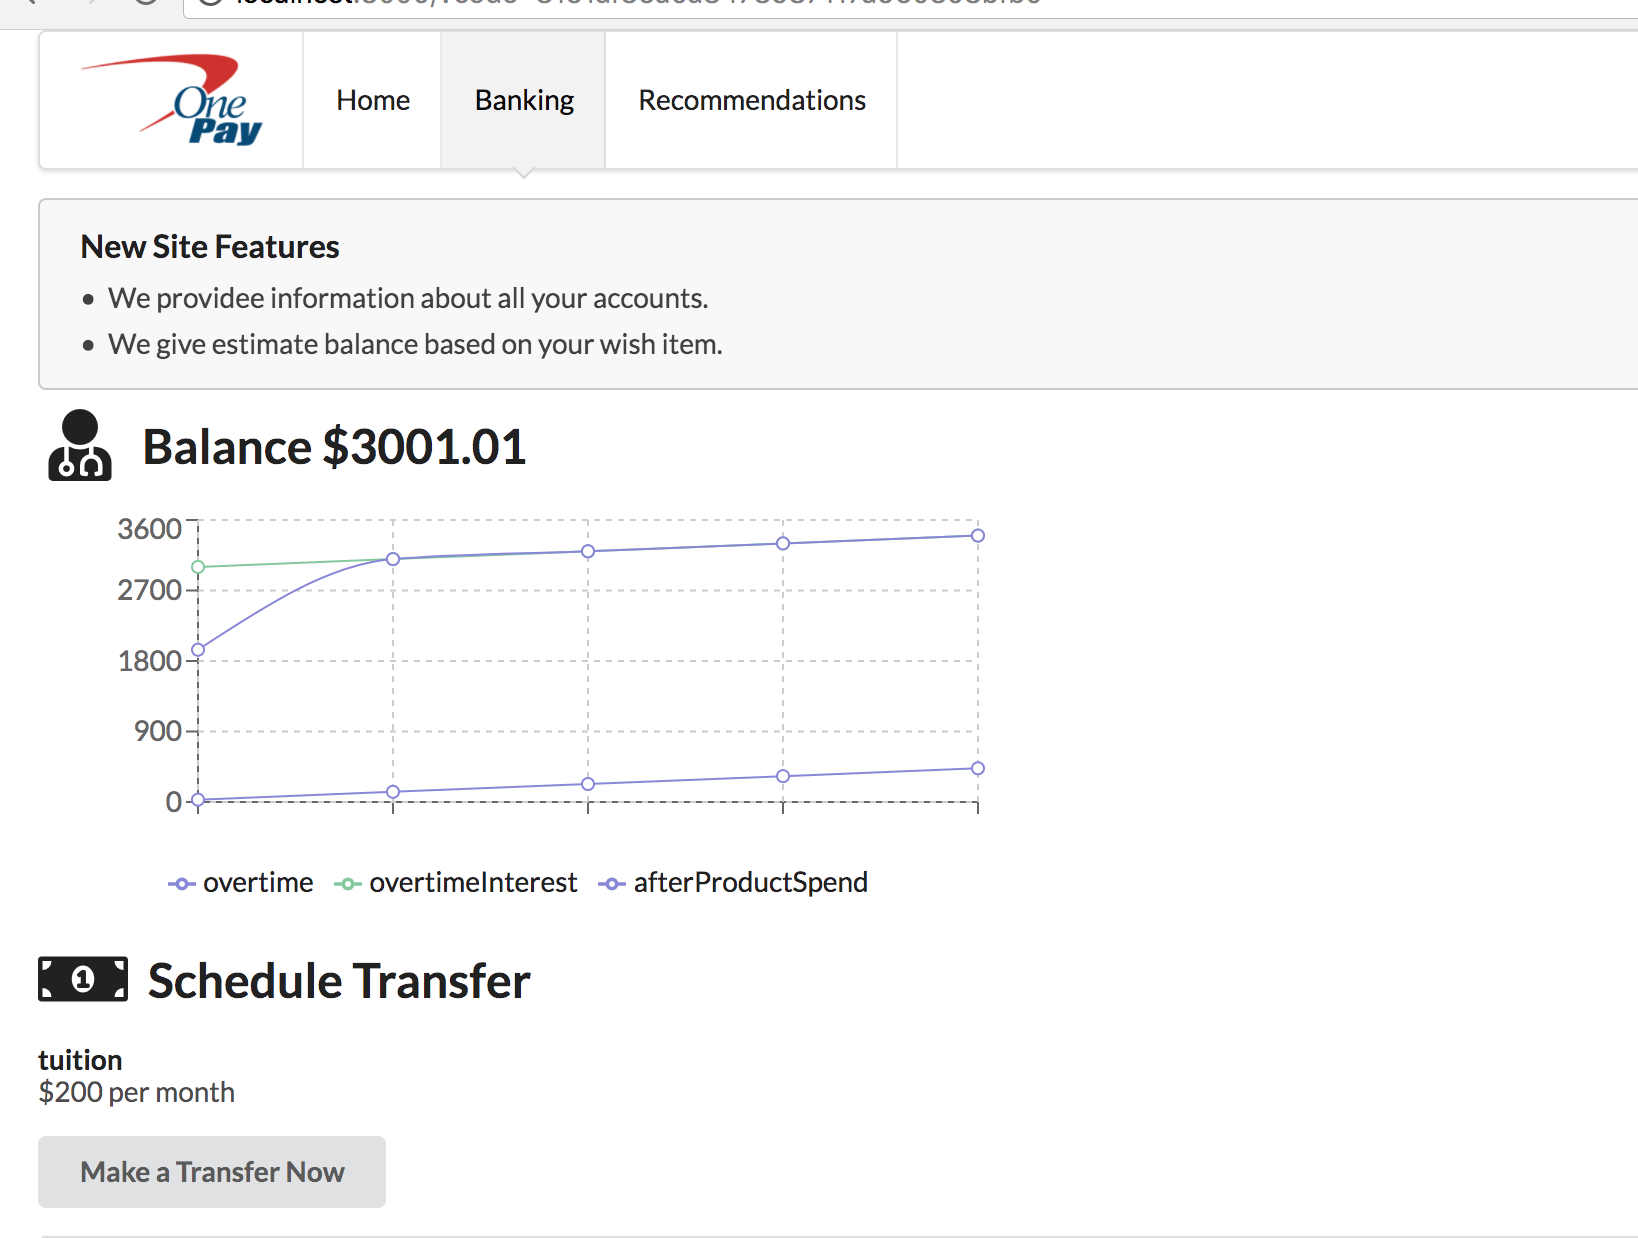 One
Pay
Home
Banking
Recommendations
New Site Features
• We providee information about all your accounts.
• We give estimate balance based on your wish item.
Balance $3001.01
3600
2700
1800
900
0
overtime overtimeInterest afterProductSpend
1
Schedule Transfer
tuition
$200 per month
Make a Transfer Now